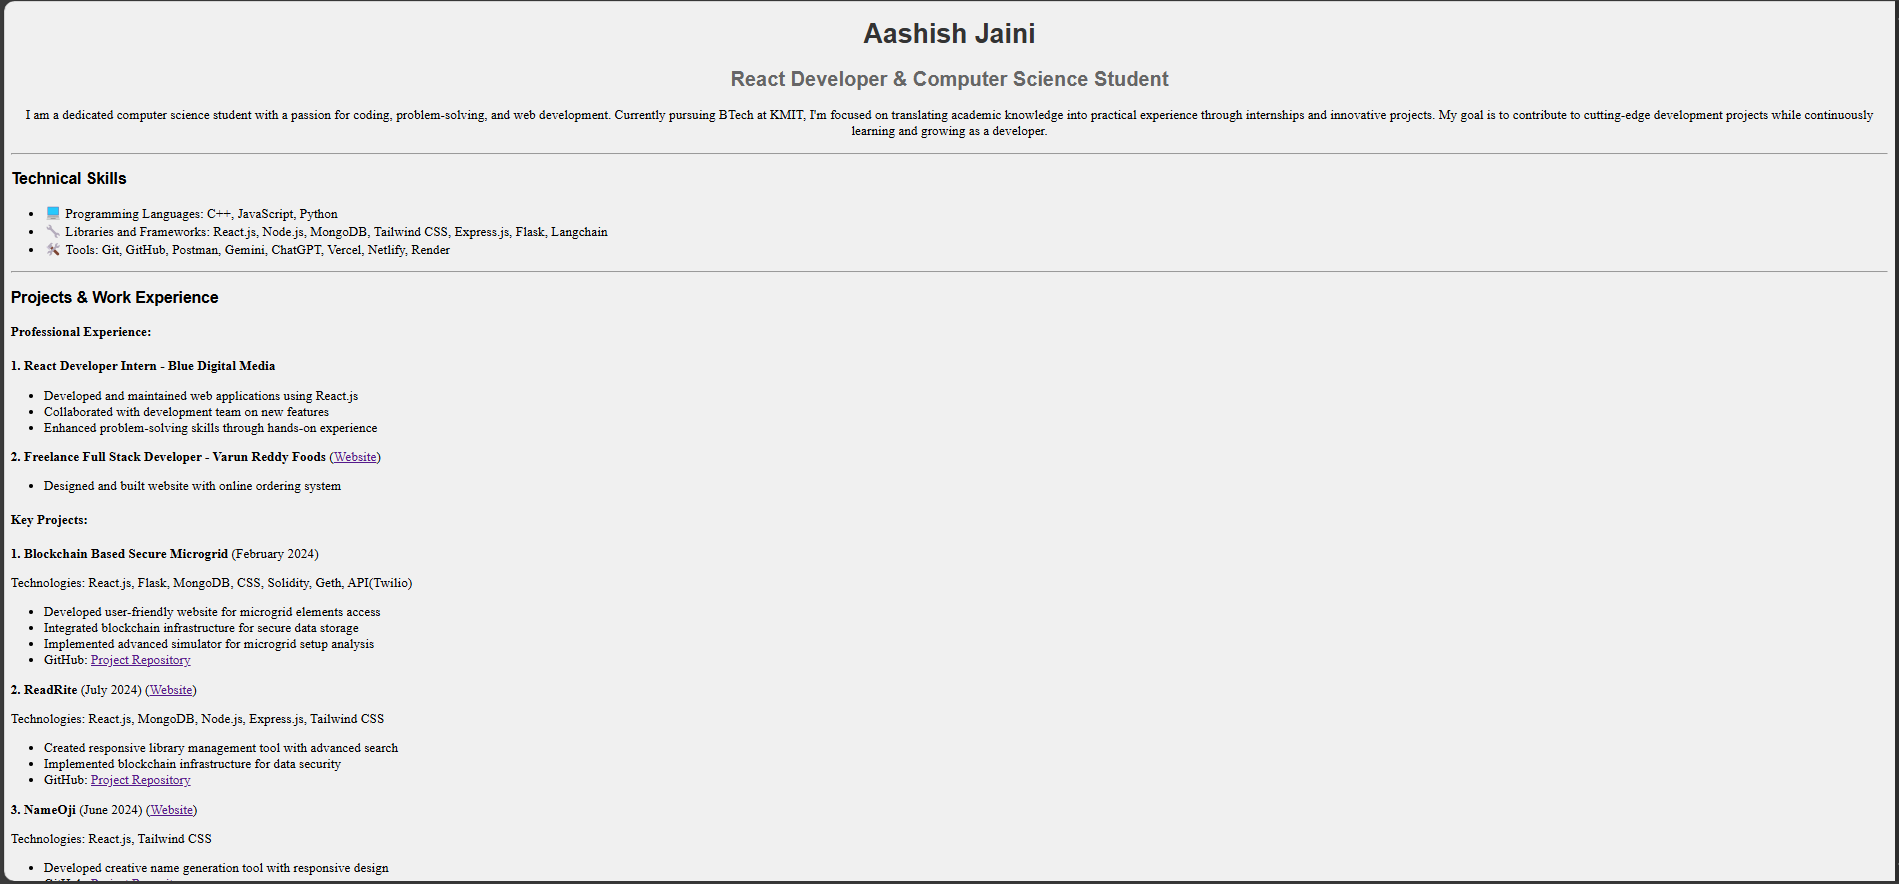 Aashish Jaini
React Developer & Computer Science Student
I am a dedicated computer science student with a passion for coding, problem-solving, and web development. Currently pursuing BTech at KMIT, I'm focused on translating academic knowledge into practical experience through internships and innovative projects. My goal is to contribute to cutting-edge development projects while continuously
learning and growing as a developer.
Technical Skills
Programming Languages: C++, JavaScript, Python
Libraries and Frameworks: React.js, Node.js, MongoDB, Tailwind CSS, Express.js, Flask, Langchain
Tools: Git, GitHub, Postman, Gemini, ChatGPT, Vercel, Netlify, Render
Projects & Work Experience
Professional Experience:
1. React Developer Intern - Blue Digital Media
Developed and maintained web applications using React.js
Collaborated with development team on new features
Enhanced problem-solving skills through hands-on experience
2. Freelance Full Stack Developer - Varun Reddy Foods (Website)
Designed and built website with online ordering system
Key Projects:
1. Blockchain Based Secure Microgrid (February 2024)
Technologies: React.js, Flask, MongoDB, CSS, Solidity, Geth, API(Twilio)
Developed user-friendly website for microgrid elements access
Integrated blockchain infrastructure for secure data storage
Implemented advanced simulator for microgrid setup analysis
GitHub: Project Repository
2. ReadRite (July 2024) (Website)
Technologies: React.js, MongoDB, Node.js, Express.js, Tailwind CSS
Created responsive library management tool with advanced search
Implemented blockchain infrastructure for data security
GitHub: Project Repository
3. NameOji (June 2024) (Website)
Technologies: React.js, Tailwind CSS
Developed creative name generation tool with responsive design